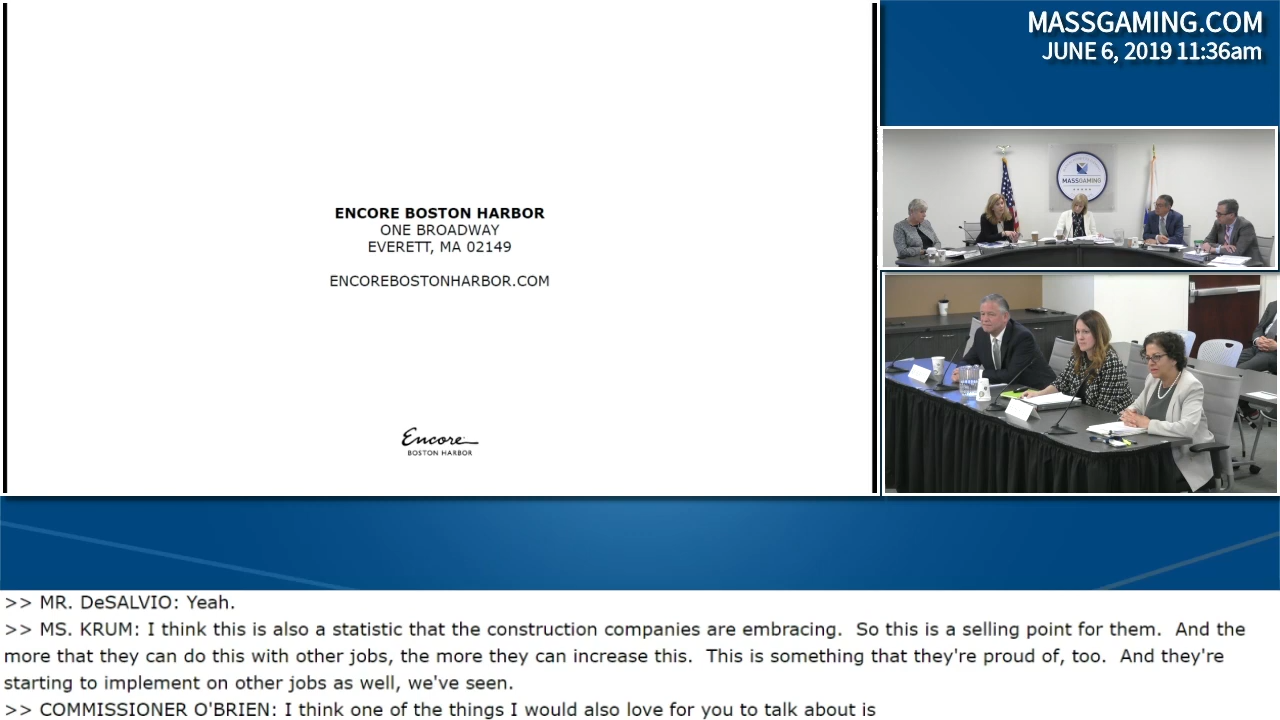 MASSGAMING.COM
JUNE 6, 2019 11:36am
ENCORE BOSTON HARBOR
ONE BROADWAY
EVERETT, MA 02149
ENCOREBOSTONHARBOR.COM
Encore
BOSTON HARBOR
MASSGAMING
>> MR. DeSALVIO: Yeah.
>> MS. KRUM: I think this is also a statistic that the construction companies are embracing.  So this is a selling point for them.  And the
more that they can do this with other jobs, the more they can increase this.  This is something that they're proud of, too.  And they're
starting to implement on other jobs as well, we've seen.
>> COMMISSIONER O'BRIEN: I think one of the things I would also love for you to talk about is